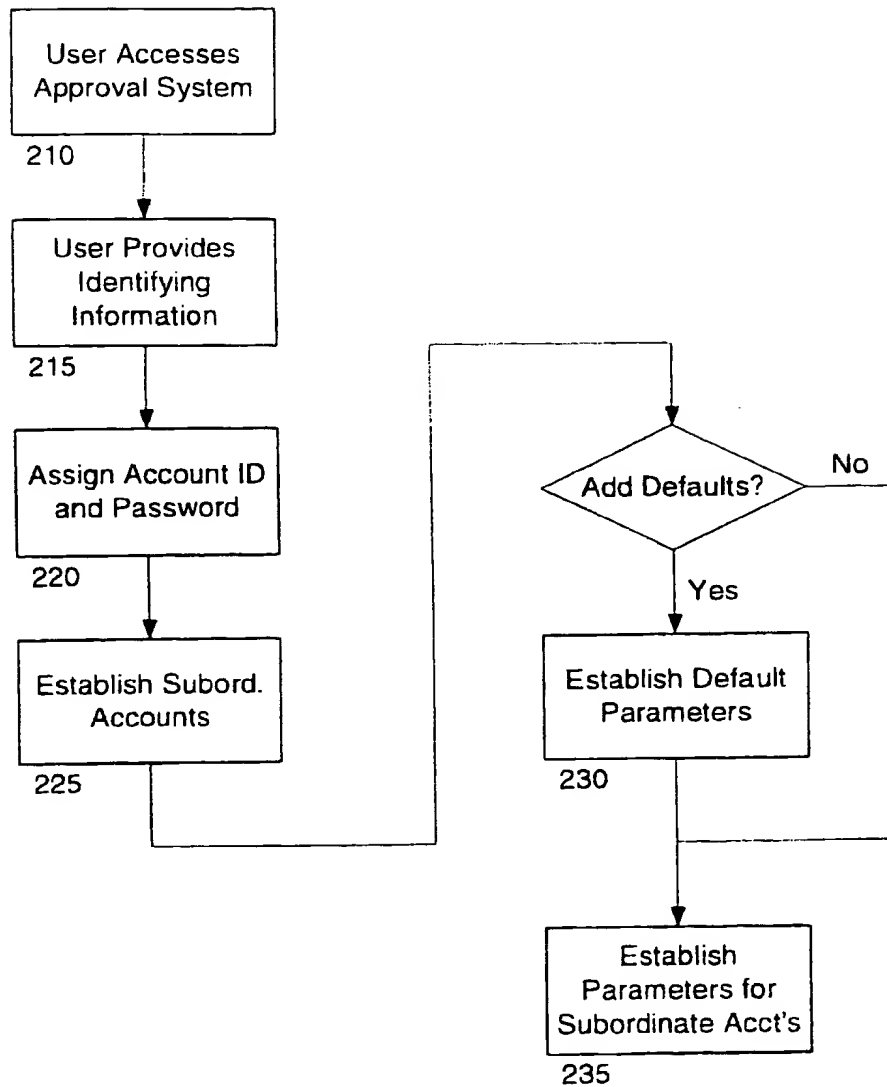 User Accesses
Approval System
210
User Provides
Identifying
Information
215
Assign Account ID
and Password
220
Establish Subord.
Accounts
225
Add Defaults?
No
Yes
Establish Default
Parameters
230
Establish
Parameters for
Subordinate Acct's
235